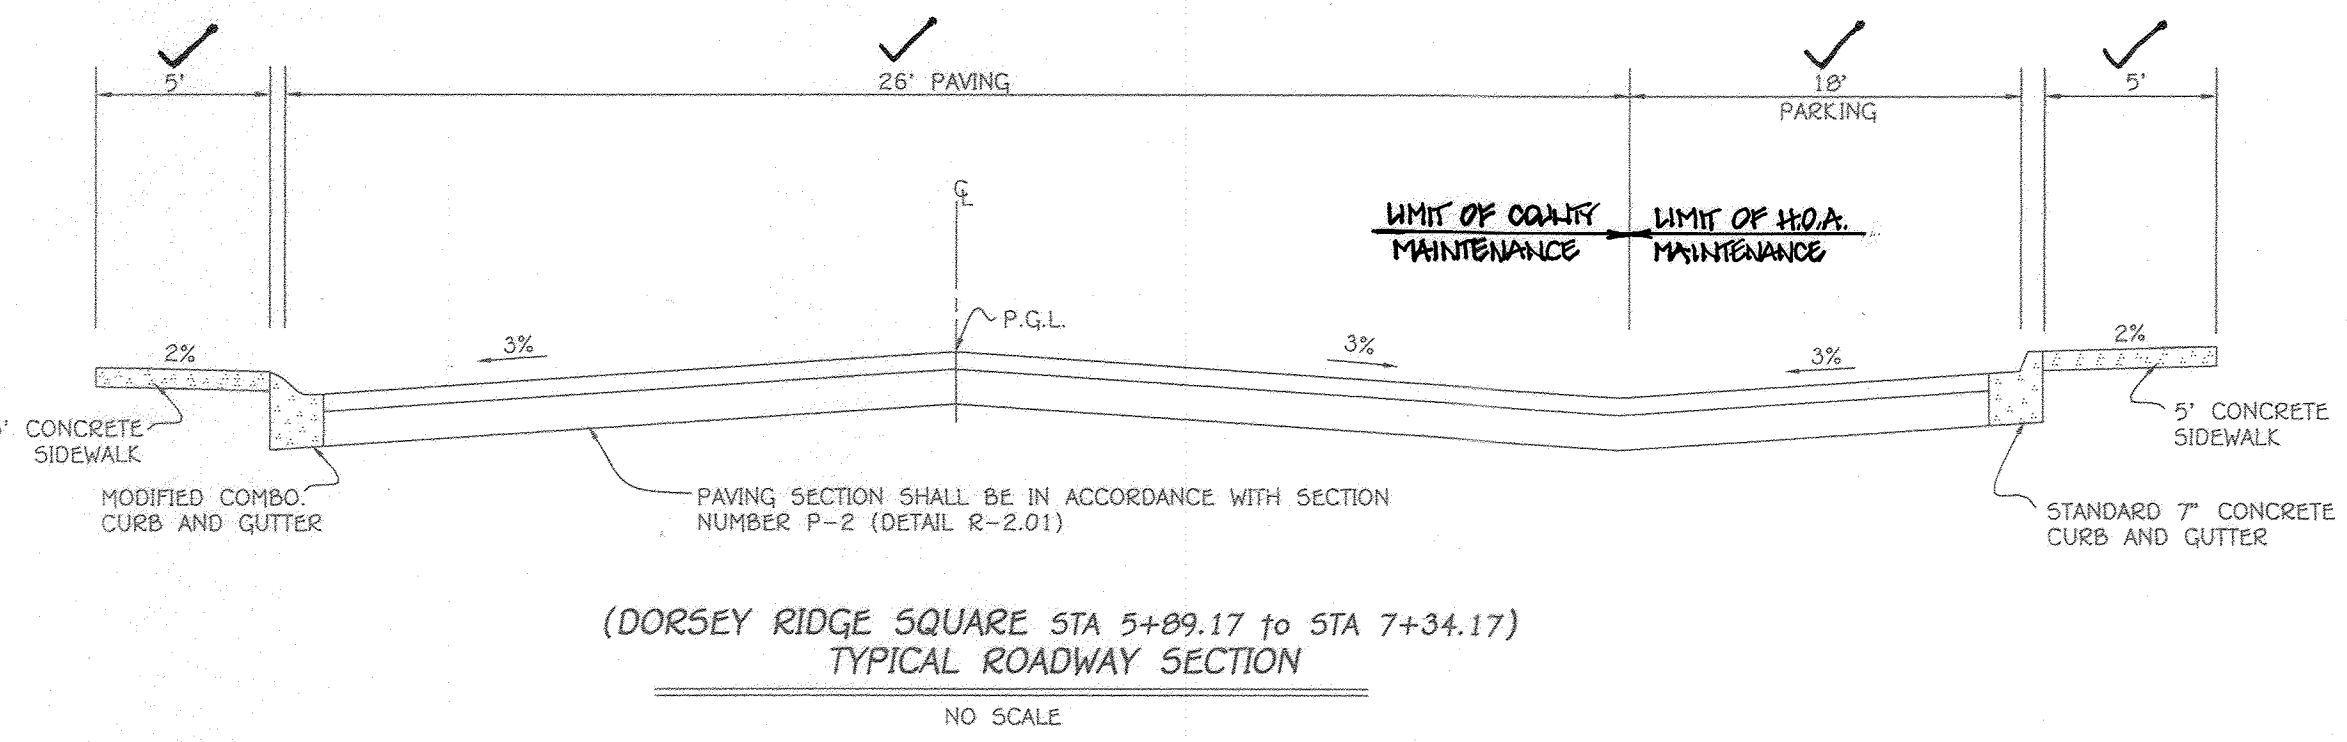 5'
26' PAVING
18'
PARKING
5'
℄
LIMIT OF COUNTY
MAINTENANCE
LIMIT OF H.O.A.
MAINTENANCE
P.G.L.
2%
3%
3%
3%
2%
' CONCRETE
SIDEWALK
5' CONCRETE
SIDEWALK
MODIFIED COMBO.
CURB AND GUTTER
PAVING SECTION SHALL BE IN ACCORDANCE WITH SECTION
NUMBER P-2 (DETAIL R-2.01)
STANDARD 7" CONCRETE
CURB AND GUTTER
(DORSEY RIDGE SQUARE STA 5+89.17 to STA 7+34.17)
TYPICAL ROADWAY SECTION
NO SCALE